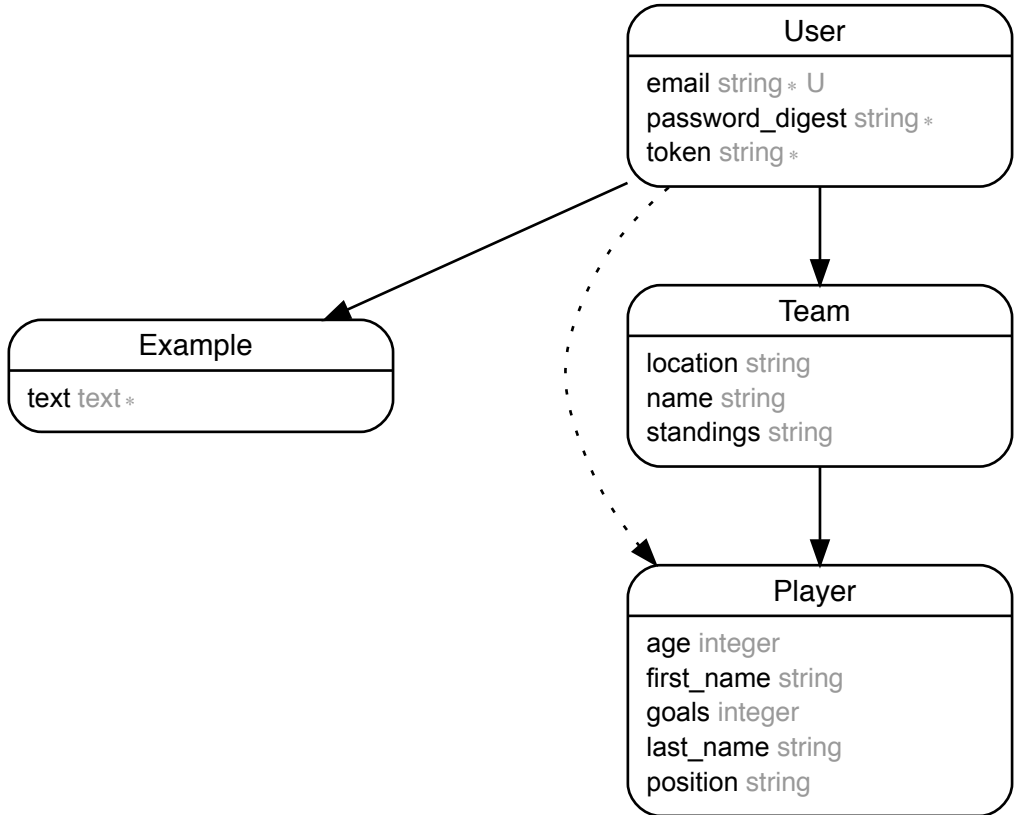 User
email string∗ U
password_digest string∗
token string∗
Example
text text∗
Team
location string
name string
standings string
Player
age integer
first_name string
goals integer
last_name string
position string